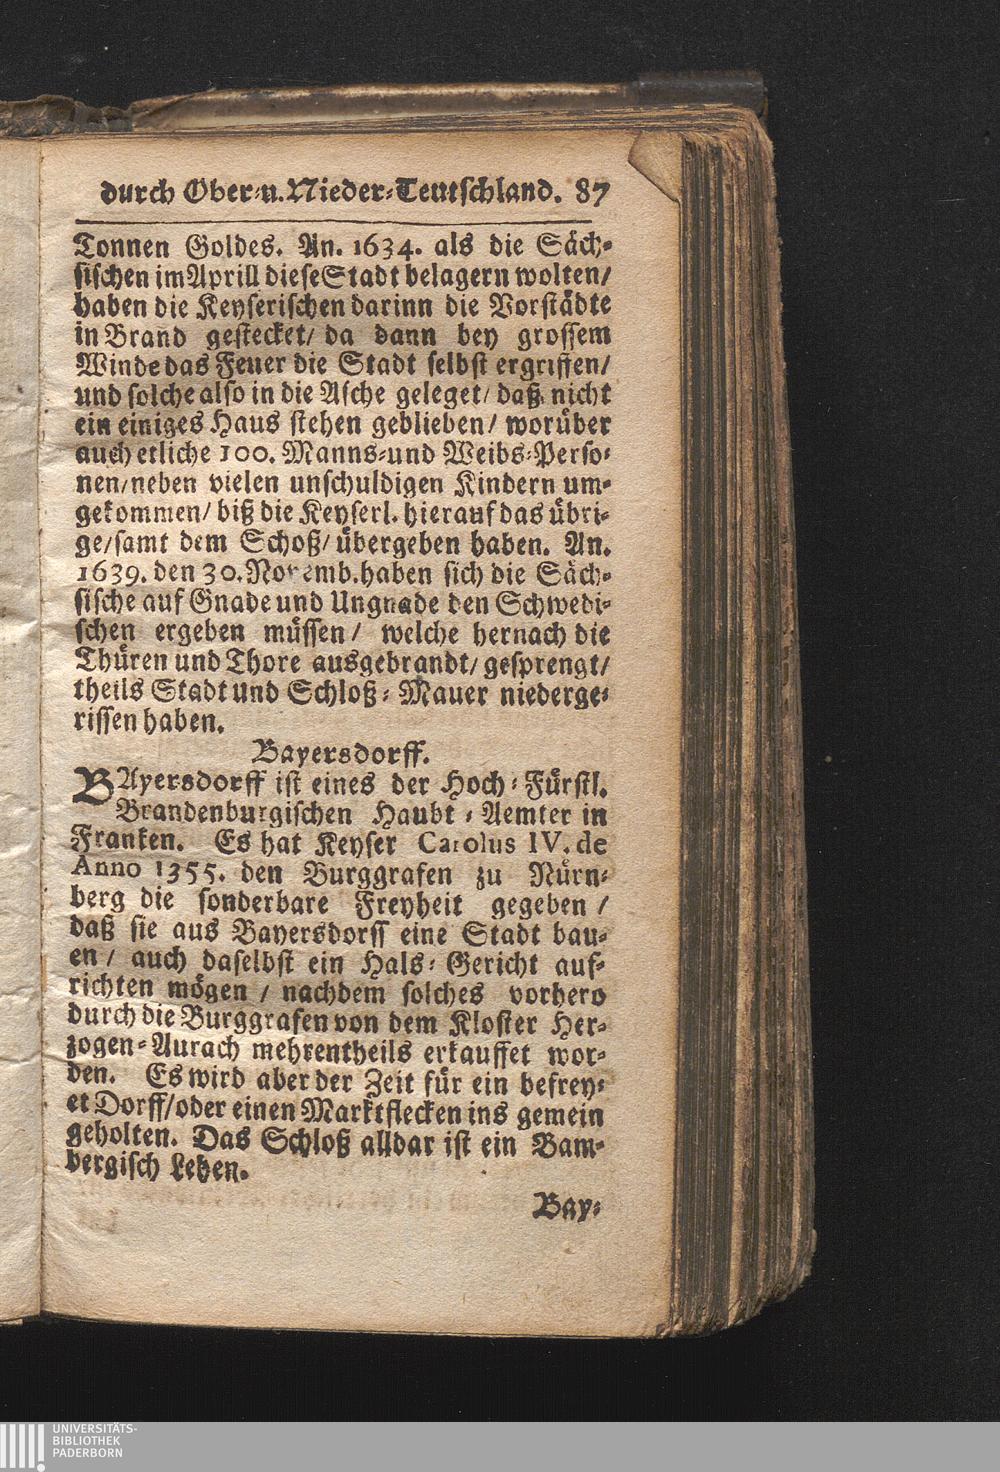 durch Ober-u. Nieder-Teutschland. 87
Tonnen Goldes. An. 1634. als die Säch-
sischen im Aprill diese Stadt belagern wolten/
haben die Keyserischen darinn die Vorstädte
in Brand gestecket/ da dann bey grossem
Winde das Feuer die Stadt selbst ergriffen/
und solche also in die Asche geleget/ daß nicht
ein einiges Haus stehen geblieben/ worüber
auch etliche 100. Manns-und Weibs-Perso-
nen/neben vielen unschuldigen Kindern um-
gekommen/ biß die Keyserl. hierauf das übri-
ge/samt dem Schoß/ übergeben haben. An.
1639. den 30. Novemb. haben sich die Säch-
sische auf Gnade und Ungnade den Schwedi-
schen ergeben müssen/ welche hernach die
Thüren und Thore ausgebrandt/ gesprengt/
theils Stadt und Schloß-Mauer niederge-
rissen haben.
Bayersdorff.
BAyersdorff ist eines der Hoch-Fürstl.
Brandenburgischen Haubt-Aemter in
Franken. Es hat Keyser Carolus IV. de
Anno 1355. den Burggrafen zu Nürn-
berg die sonderbare Freyheit gegeben /
daß sie aus Bayersdorff eine Stadt bau-
en / auch daselbst ein Hals-Gericht auf-
richten mögen / nachdem solches vorhero
durch die Burggrafen von dem Kloster Her-
zogen-Aurach mehrentheils erkauffet wor-
den. Es wird aber der Zeit für ein befrey-
et Dorff/oder einen Marktflecken ins gemein
geholten. Das Schloß alldar ist ein Bam-
bergisch Lehen.
Bay-
UNIVERSITÄTS-
BIBLIOTHEK
PADERBORN